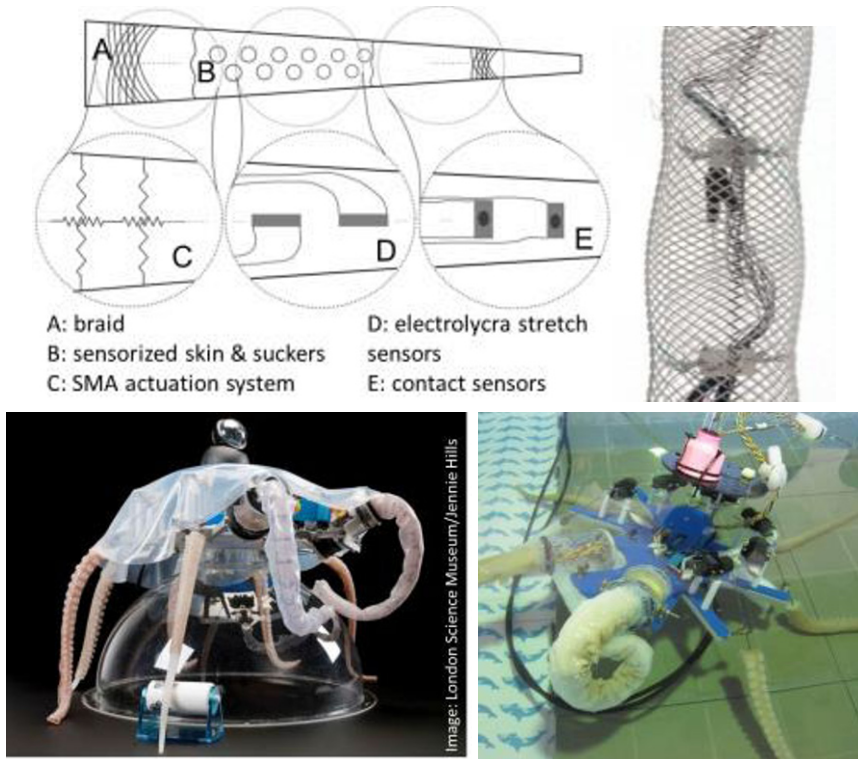 A
B
C
D
E
A: braid
B: sensorized skin & suckers
C: SMA actuation system
D: electrolycra stretch
sensors
E: contact sensors
Image: London Science Museum/Jennie Hills